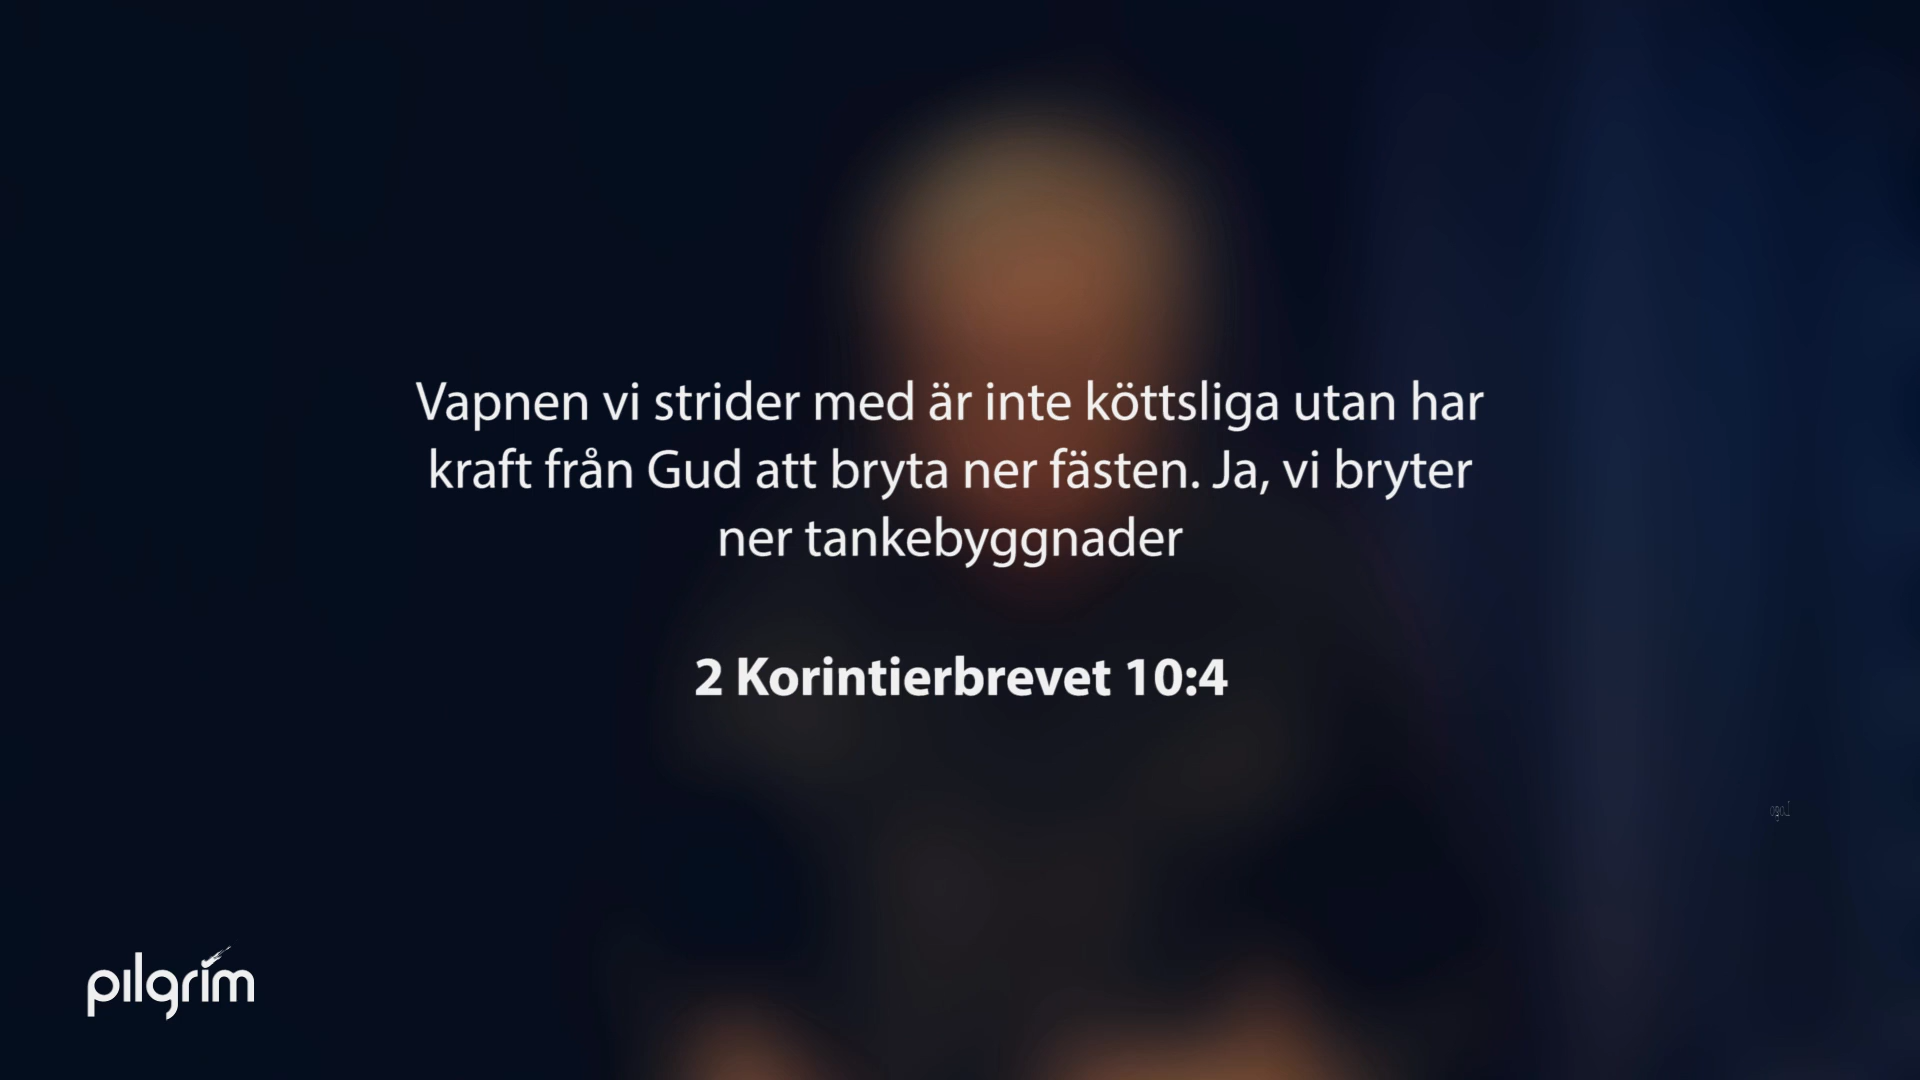 Vapnen vi strider med är inte köttsliga utan har
kraft från Gud att bryta ner fästen. Ja, vi bryter
ner tankebyggnader
2 Korintierbrevet 10:4
Logo
pilgrim